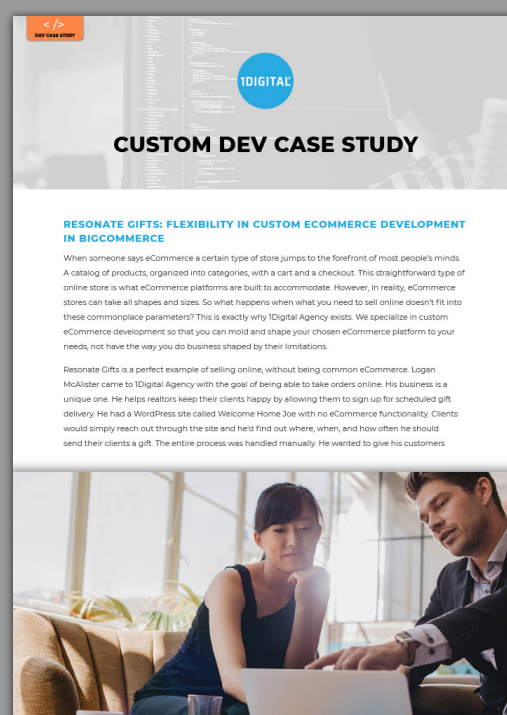 </>
DEV CASE STUDY
1DIGITAL
CUSTOM DEV CASE STUDY
RESONATE GIFTS: FLEXIBILITY IN CUSTOM ECOMMERCE DEVELOPMENT
IN BIGCOMMERCE
When someone says eCommerce a certain type of store jumps to the forefront of most people's minds.
A catalog of products, organized into categories, with a cart and a checkout. This straightforward type of
online store is what eCommerce platforms are built to accommodate. However, in reality, eCommerce
stores can take all shapes and sizes. So what happens when what you need to sell online doesn't fit into
these commonplace parameters? This is exactly why 1Digital Agency exists. We specialize in custom
eCommerce development so that you can mold and shape your chosen eCommerce platform to your
needs, not have the way you do business shaped by their limitations.
Resonate Gifts is a perfect example of selling online, without being common eCommerce. Logan
McAlister came to 1Digital Agency with the goal of being able to take orders online. His business is a
unique one. He helps realtors keep their clients happy by allowing them to sign up for scheduled gift
delivery. He had a WordPress site called Welcome Home Joe with no eCommerce functionality. Clients
would simply reach out through the site and he'd find out where, when, and how often he should
send their clients a gift. The entire process was handled manually. He wanted to give his customers